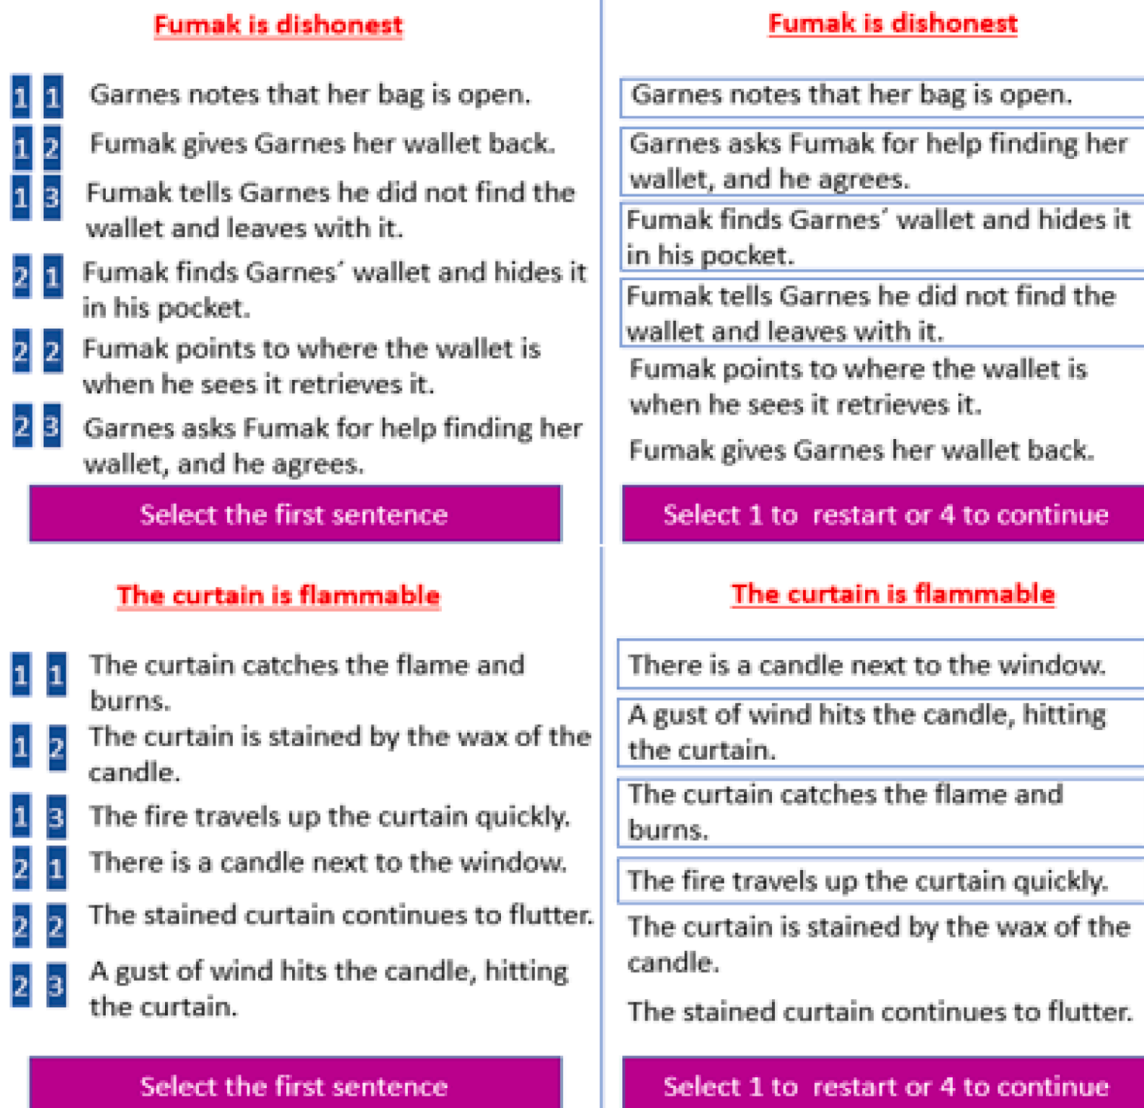 Fumak is dishonest
1 1 Garnes notes that her bag is open.
1 2 Fumak gives Garnes her wallet back.
1 3 Fumak tells Garnes he did not find the
wallet and leaves with it.
2 1 Fumak finds Garnes´ wallet and hides it
in his pocket.
2 2 Fumak points to where the wallet is
when he sees it retrieves it.
2 3 Garnes asks Fumak for help finding her
wallet, and he agrees.
Select the first sentence
Fumak is dishonest
Garnes notes that her bag is open.
Garnes asks Fumak for help finding her
wallet, and he agrees.
Fumak finds Garnes´ wallet and hides it
in his pocket.
Fumak tells Garnes he did not find the
wallet and leaves with it.
Fumak points to where the wallet is
when he sees it retrieves it.
Fumak gives Garnes her wallet back.
Select 1 to restart or 4 to continue
The curtain is flammable
1 1 The curtain catches the flame and
burns.
1 2 The curtain is stained by the wax of the
candle.
1 3 The fire travels up the curtain quickly.
2 1 There is a candle next to the window.
2 2 The stained curtain continues to flutter.
2 3 A gust of wind hits the candle, hitting
the curtain.
Select the first sentence
The curtain is flammable
There is a candle next to the window.
A gust of wind hits the candle, hitting
the curtain.
The curtain catches the flame and
burns.
The fire travels up the curtain quickly.
The curtain is stained by the wax of the
candle.
The stained curtain continues to flutter.
Select 1 to restart or 4 to continue